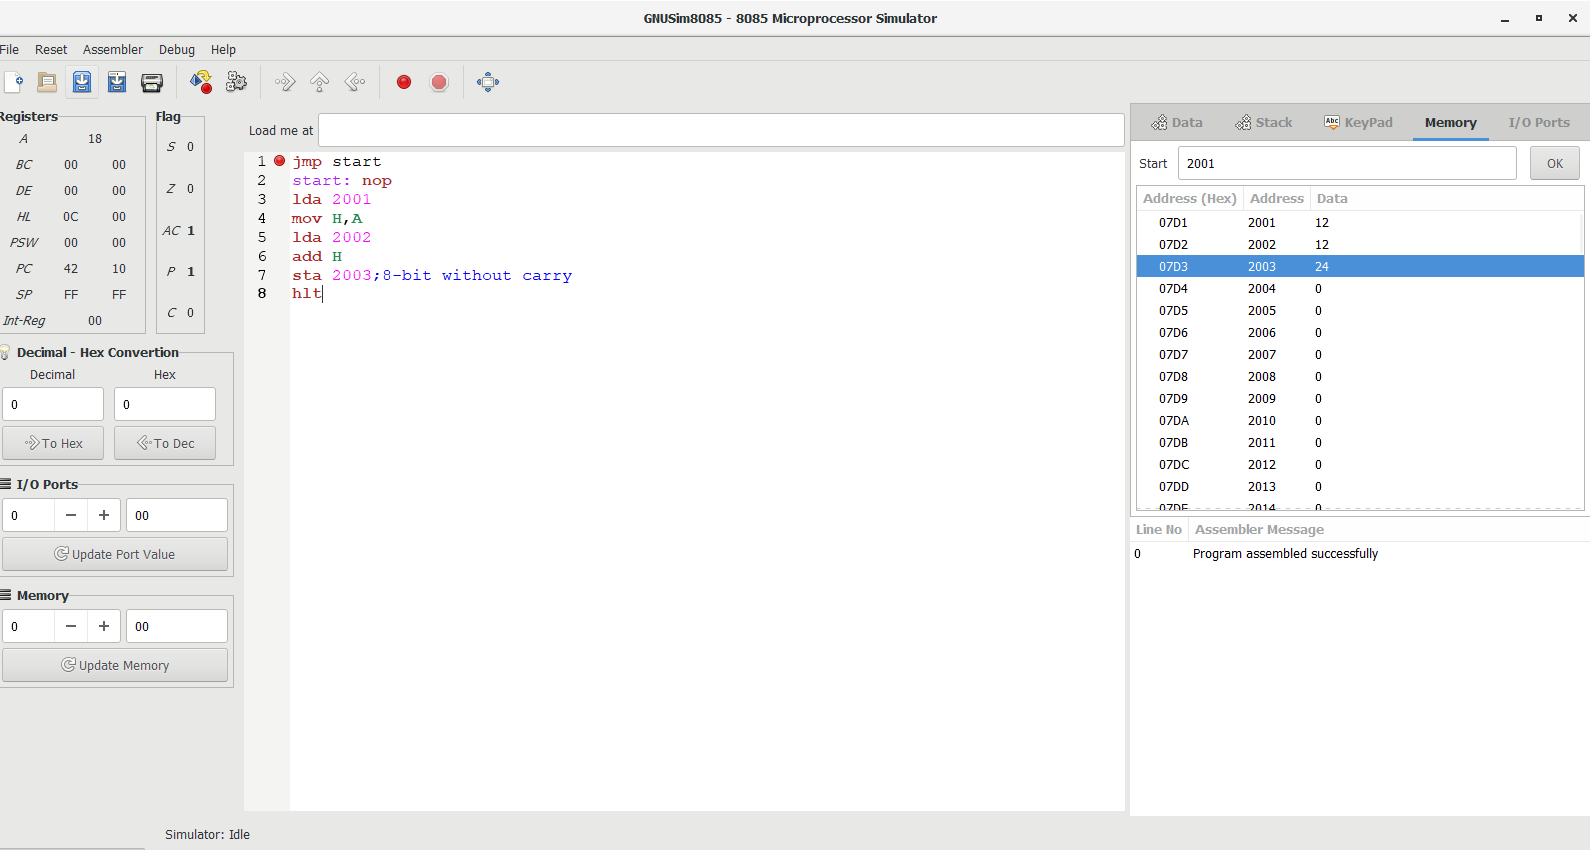 GNUSim8085 - 8085 Microprocessor Simulator
File Reset Assembler Debug Help
Registers
A 18
BC 00 00
DE 00 00
HL 0C 00
PSW 00 00
PC 42 10
SP FF FF
Int-Reg 00
Flag
S 0
Z 0
AC 1
P 1
C 0
Decimal - Hex Convertion
Decimal Hex
0 0
To Hex To Dec
I/O Ports
0 − + 00
Update Port Value
Memory
0 − + 00
Update Memory
Load me at
1 jmp start
2 start: nop
3 lda 2001
4 mov H,A
5 lda 2002
6 add H
7 sta 2003;8-bit without carry
8 hlt
Data Stack Abc KeyPad Memory I/O Ports
Start 2001 OK
Address (Hex) Address Data
07D1 2001 12
07D2 2002 12
07D3 2003 24
07D4 2004 0
07D5 2005 0
07D6 2006 0
07D7 2007 0
07D8 2008 0
07D9 2009 0
07DA 2010 0
07DB 2011 0
07DC 2012 0
07DD 2013 0
07DE 2014 0
Line No Assembler Message
0 Program assembled successfully
Simulator: Idle